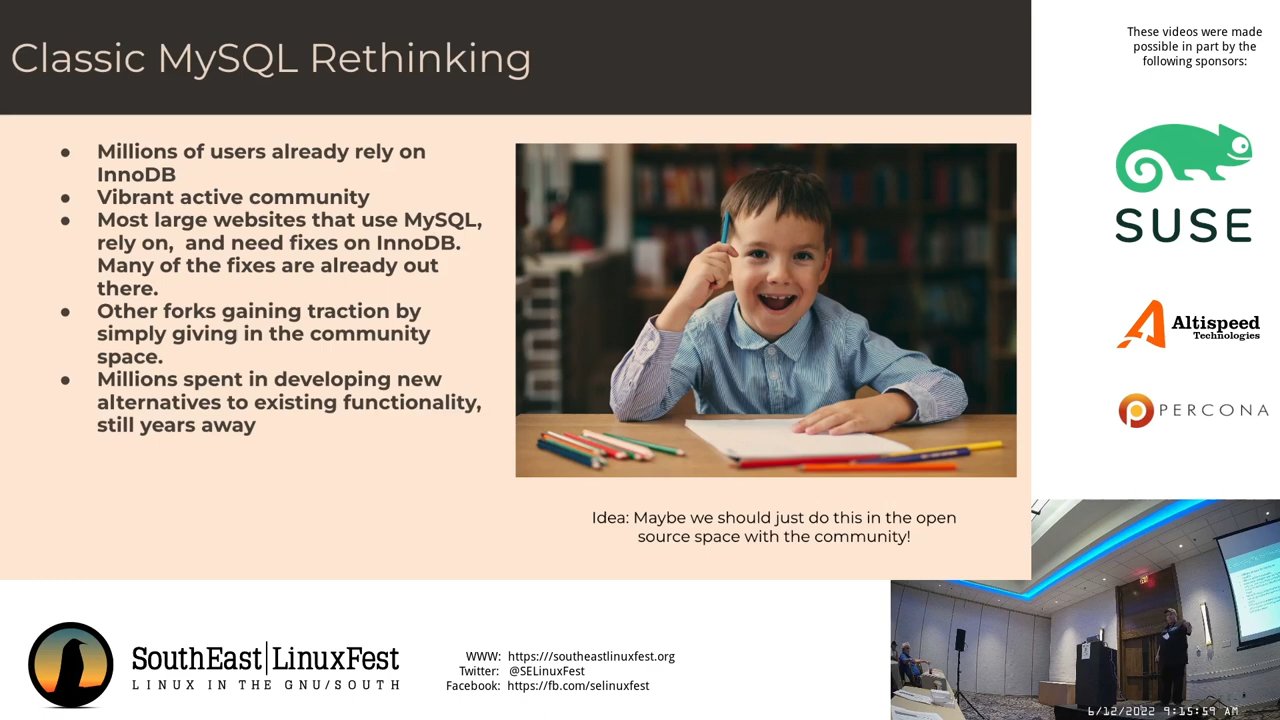 Classic MySQL Rethinking
● Millions of users already rely on
InnoDB
● Vibrant active community
● Most large websites that use MySQL,
rely on,  and need fixes on InnoDB.
Many of the fixes are already out
there.
● Other forks gaining traction by
simply giving in the community
space.
● Millions spent in developing new
alternatives to existing functionality,
still years away
Idea: Maybe we should just do this in the open
source space with the community!
These videos were made
possible in part by the
following sponsors:
SUSE
Altispeed
Technologies
PERCONA
SouthEast|LinuxFest
LINUX IN THE GNU/SOUTH
WWW: https:///southeastlinuxfest.org
Twitter: @SELinuxFest
Facebook: https://fb.com/selinuxfest
EXIT
6/12/2022 9:15:59 AM